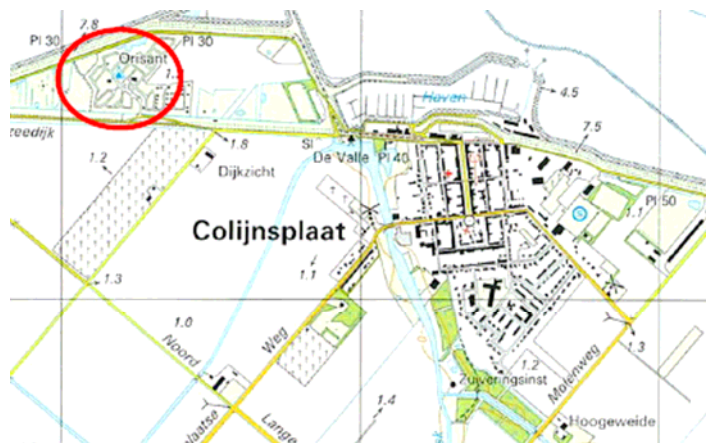 7.8
Pl 30
Pl 30
Orisant
4.5
Haven
zeedijk
1.8
Sl
De Valle
Pl 40
7.5
1.2
Dijkzicht
Pl 50
1.1
Colijnsplaat
1.1
1.3
1.0
Noord
Weg
1.3
1.2
Molenweg
Zuiveringsinst
1.4
plaatse
Lange
Hoogeweide